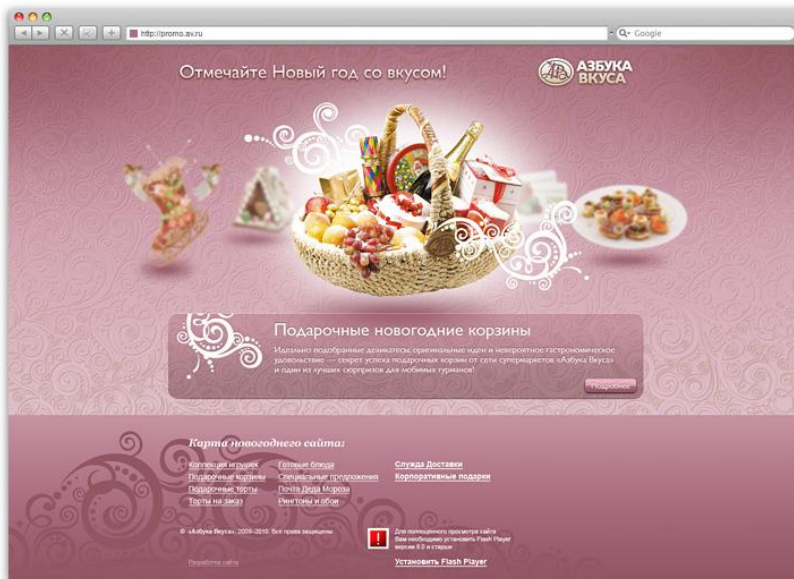 http://promo.av.ru
Google
Отмечайте Новый год со вкусом!
АЗБУКА
ВКУСА
Подарочные новогодние корзины
Идеально подобранные деликатесы, оригинальные идеи и невероятное гастрономическое
удовольствие — секрет успеха подарочных корзин от сети супермаркетов «Азбука Вкуса»
и один из лучших сюрпризов для любимых гурманов!
Подробнее
Карта новогоднего сайта:
Коллекция игрушек
Подарочные корзины
Подарочные торты
Торты на заказ
Готовые блюда
Специальные предложения
Почта Деда Мороза
Рингтоны и обои
Служда Доставки
Корпоративные подарки
© «Азбука Вкуса», 2009–2010. Все права защищены
Разработка сайта
Для полноценного просмотра сайта
Вам необходимо установить Flash Player
версии 8.0 и старше
Установить Flash Player